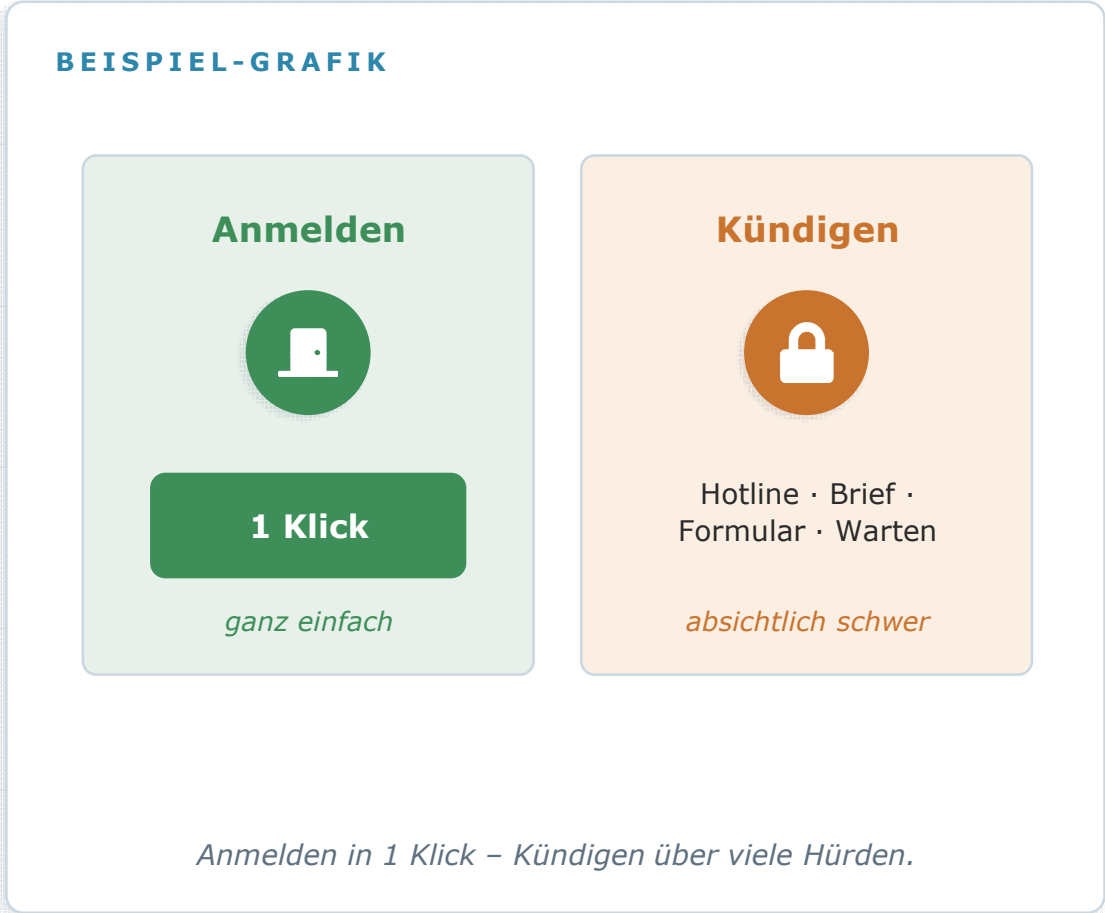 BEISPIEL-GRAFIK
Anmelden
1 Klick
ganz einfach
Kündigen
Hotline · Brief ·
Formular · Warten
absichtlich schwer
Anmelden in 1 Klick – Kündigen über viele Hürden.